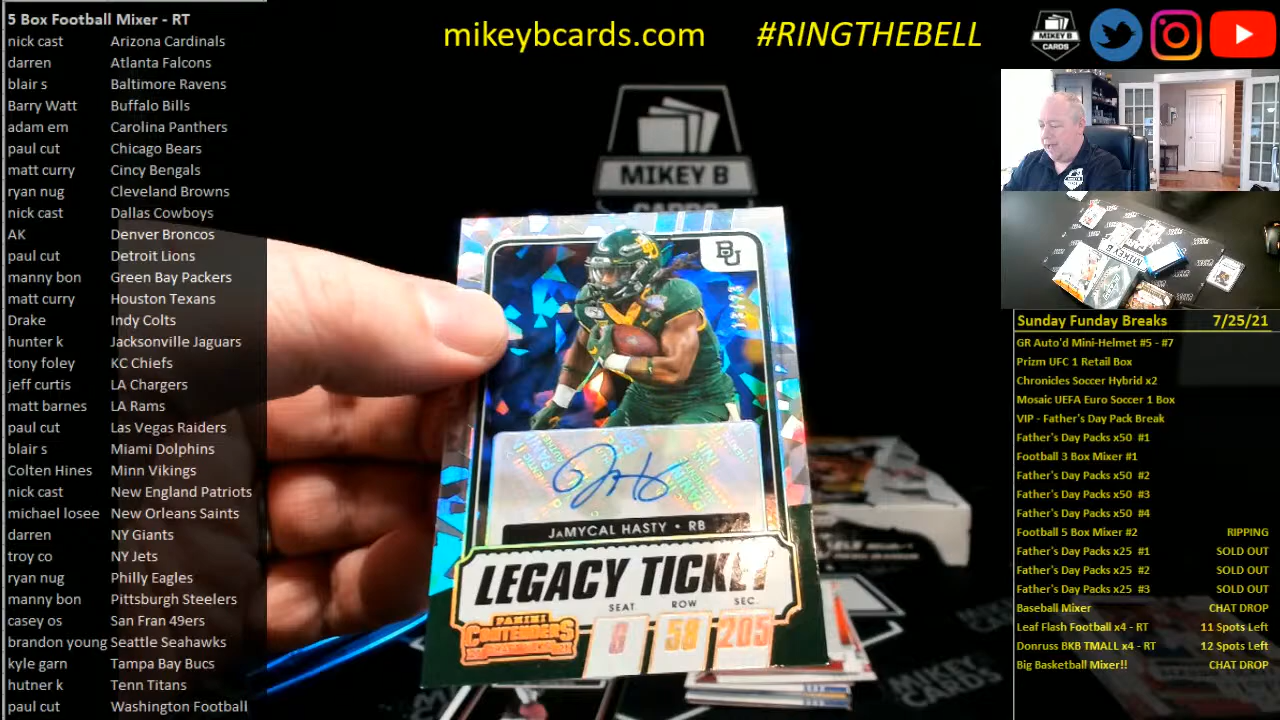 5 Box Football Mixer - RT
nick cast Arizona Cardinals
darren Atlanta Falcons
blair s Baltimore Ravens
Barry Watt Buffalo Bills
adam em Carolina Panthers
paul cut Chicago Bears
matt curry Cincy Bengals
ryan nug Cleveland Browns
nick cast Dallas Cowboys
AK Denver Broncos
paul cut Detroit Lions
manny bon Green Bay Packers
matt curry Houston Texans
Drake Indy Colts
hunter k Jacksonville Jaguars
tony foley KC Chiefs
jeff curtis LA Chargers
matt barnes LA Rams
paul cut Las Vegas Raiders
blair s Miami Dolphins
Colten Hines Minn Vikings
nick cast New England Patriots
michael losee New Orleans Saints
darren NY Giants
troy co NY Jets
ryan nug Philly Eagles
manny bon Pittsburgh Steelers
casey os San Fran 49ers
brandon young Seattle Seahawks
kyle garn Tampa Bay Bucs
hutner k Tenn Titans
paul cut Washington Football
mikeybcards.com #RINGTHEBELL
MIKEY B
CARDS
MIKEY B
CARDS
BU
JAMYCAL HASTY • RB
LEGACY TICKET
SEAT ROW SEC.
PANINI
CONTENDERS
6 58 205
Sunday Funday Breaks 7/25/21
GR Auto'd Mini-Helmet #5 - #7
Prizm UFC 1 Retail Box
Chronicles Soccer Hybrid x2
Mosaic UEFA Euro Soccer 1 Box
VIP - Father's Day Pack Break
Father's Day Packs x50 #1
Football 3 Box Mixer #1
Father's Day Packs x50 #2
Father's Day Packs x50 #3
Father's Day Packs x50 #4
Football 5 Box Mixer #2 RIPPING
Father's Day Packs x25 #1 SOLD OUT
Father's Day Packs x25 #2 SOLD OUT
Father's Day Packs x25 #3 SOLD OUT
Baseball Mixer CHAT DROP
Leaf Flash Football x4 - RT 11 Spots Left
Donruss BKB TMALL x4 - RT 12 Spots Left
Big Basketball Mixer!! CHAT DROP